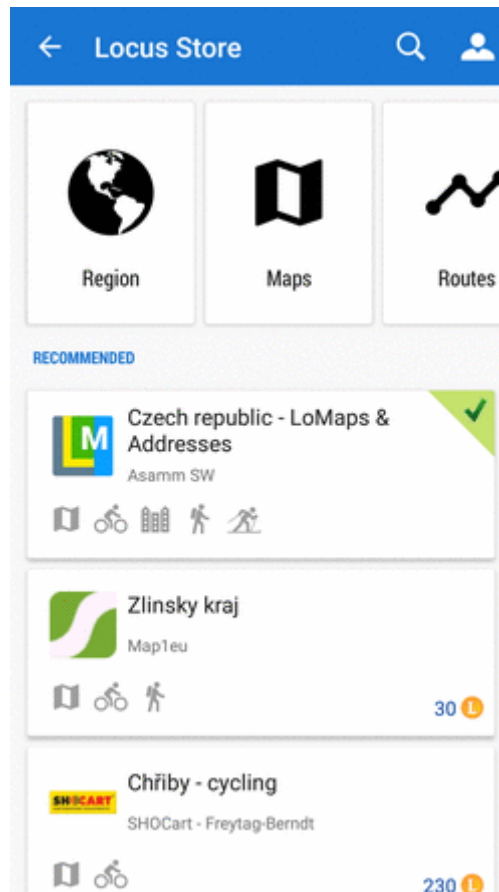 Locus Store
Region
Maps
Routes
RECOMMENDED
M
Czech republic - LoMaps &
Addresses
Asamm SW
Zlinsky kraj
Map1eu
30 L
SHOCART
Chřiby - cycling
SHOCart - Freytag-Berndt
230 L